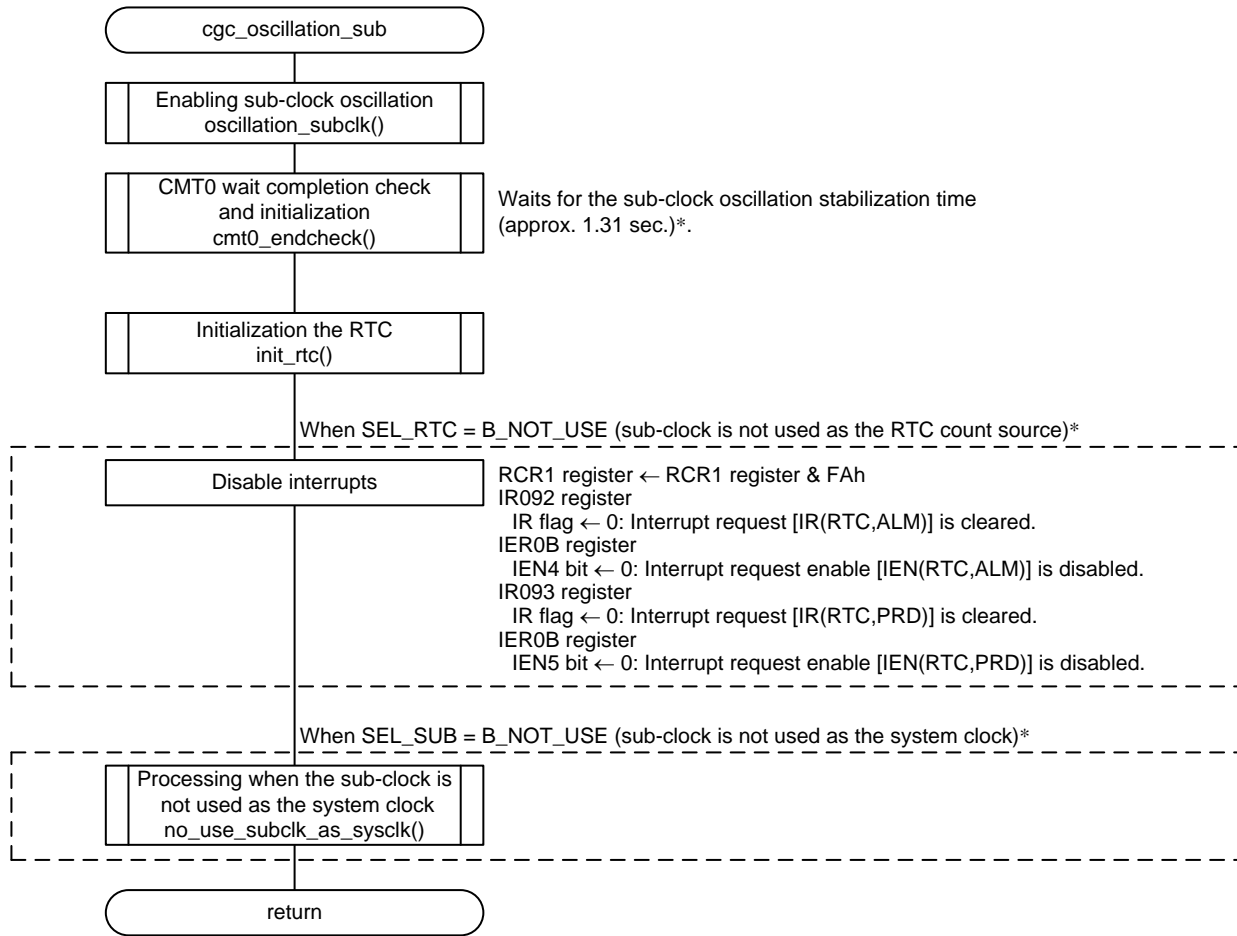 cgc_oscillation_sub
Enabling sub-clock oscillation
oscillation_subclk()
CMT0 wait completion check
and initialization
cmt0_endcheck()
Waits for the sub-clock oscillation stabilization time
(approx. 1.31 sec.)*.
Initialization the RTC
init_rtc()
When SEL_RTC = B_NOT_USE (sub-clock is not used as the RTC count source)*
Disable interrupts
RCR1 register ← RCR1 register & FAh
IR092 register
IR flag ← 0: Interrupt request [IR(RTC,ALM)] is cleared.
IER0B register
IEN4 bit ← 0: Interrupt request enable [IEN(RTC,ALM)] is disabled.
IR093 register
IR flag ← 0: Interrupt request [IR(RTC,PRD)] is cleared.
IER0B register
IEN5 bit ← 0: Interrupt request enable [IEN(RTC,PRD)] is disabled.
When SEL_SUB = B_NOT_USE (sub-clock is not used as the system clock)*
Processing when the sub-clock is
not used as the system clock
no_use_subclk_as_sysclk()
return